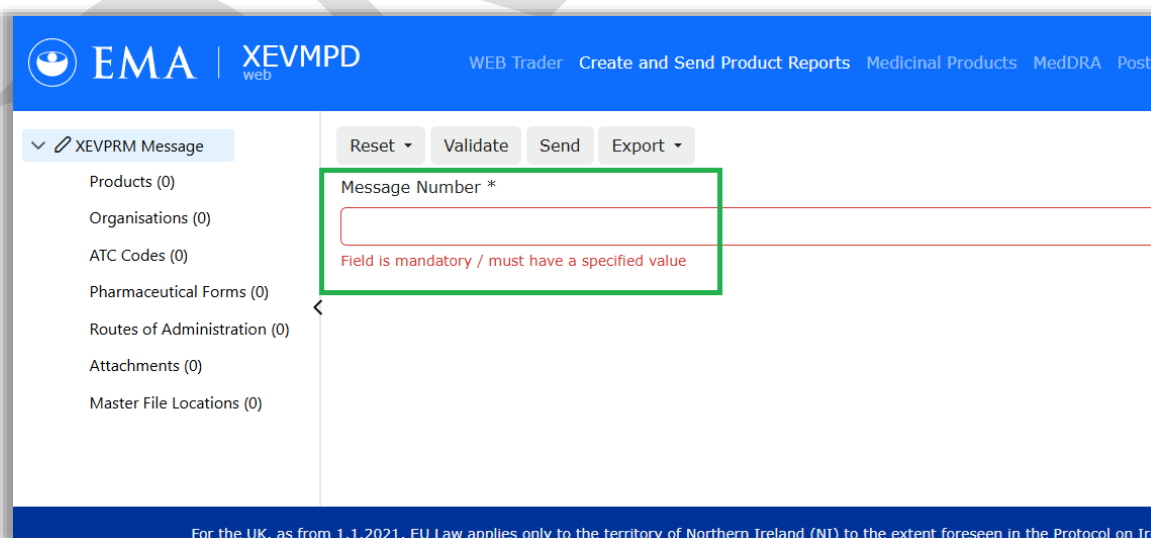 EMA | XEVMPD
web
WEB Trader Create and Send Product Reports Medicinal Products MedDRA Post
XEVPRM Message
Products (0)
Organisations (0)
ATC Codes (0)
Pharmaceutical Forms (0)
Routes of Administration (0)
Attachments (0)
Master File Locations (0)
Reset Validate Send Export
Message Number *
Field is mandatory / must have a specified value
For the UK, as from 1.1.2021, EU Law applies only to the territory of Northern Ireland (NI) to the extent foreseen in the Protocol on Ir